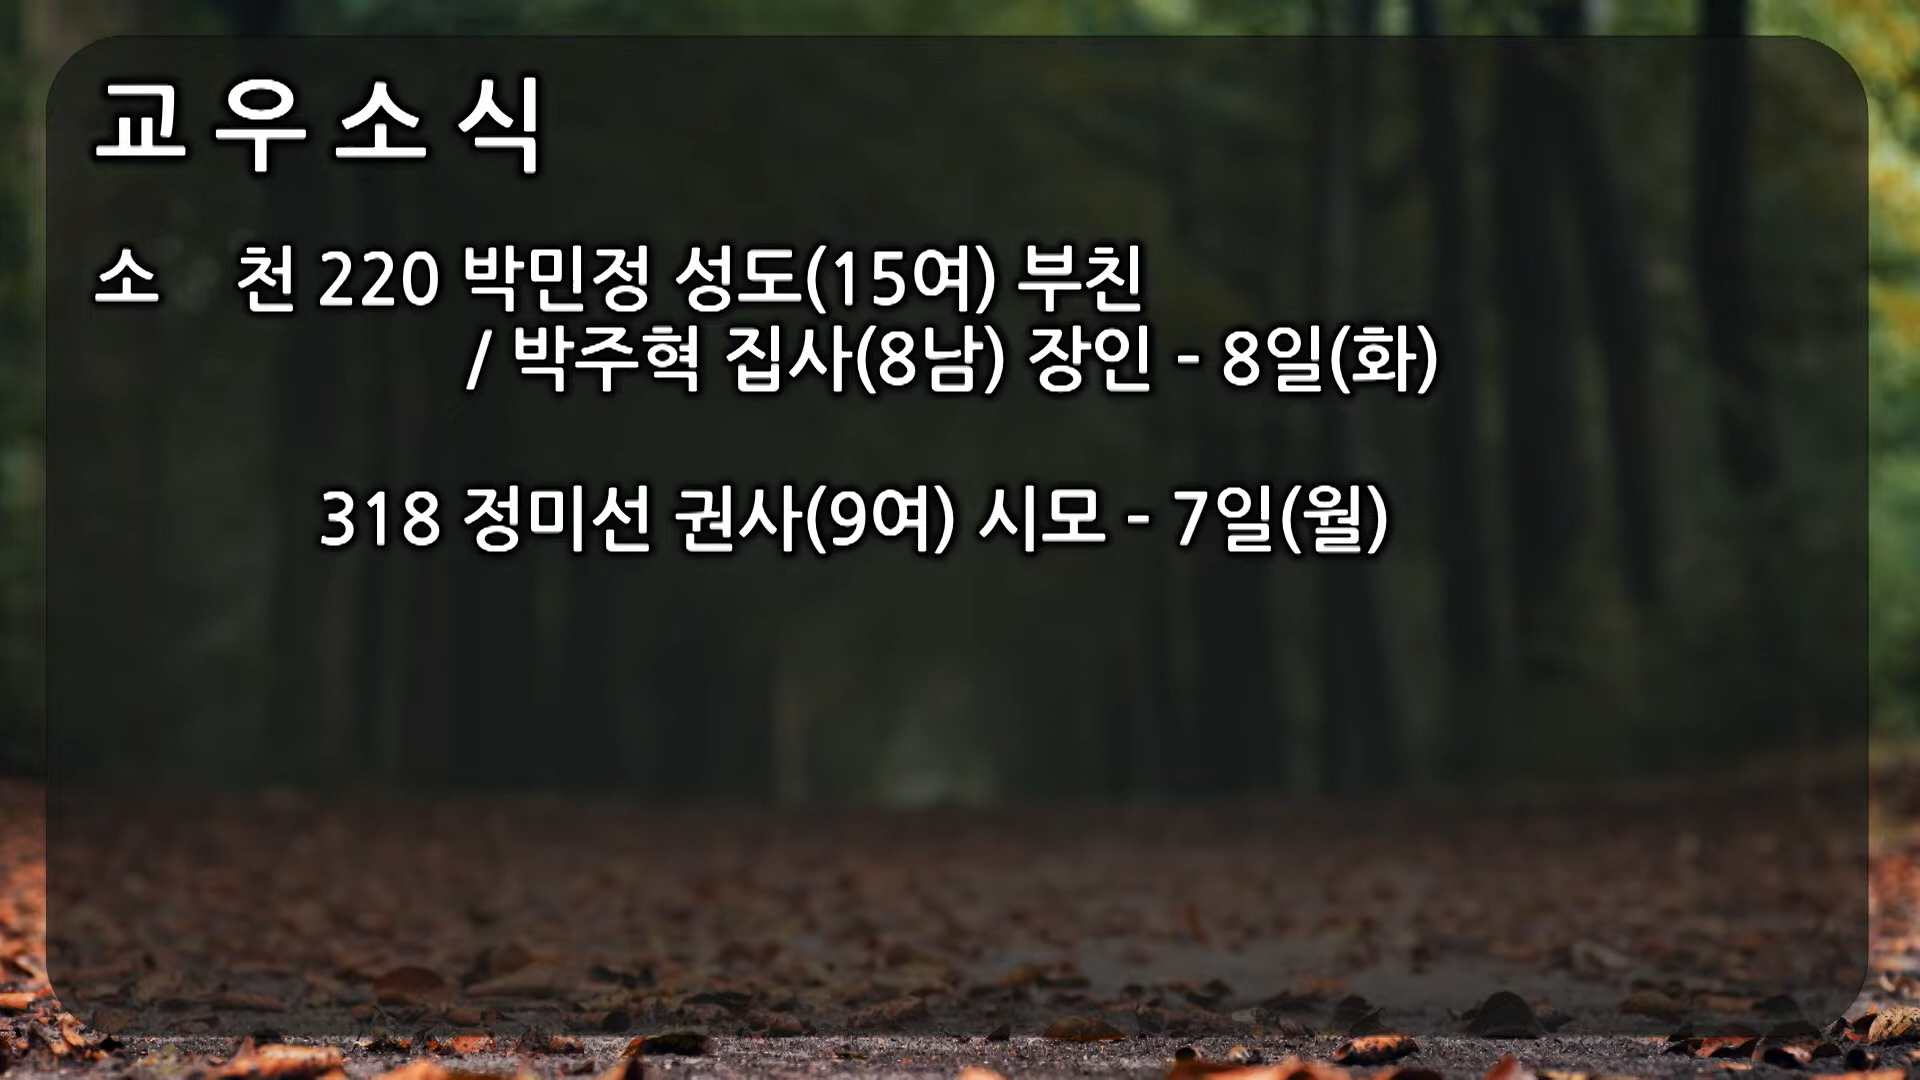 교우소식
소 천 220 박민정 성도(15여) 부친
/ 박주혁 집사(8남) 장인 - 8일(화)
318 정미선 권사(9여) 시모 - 7일(월)